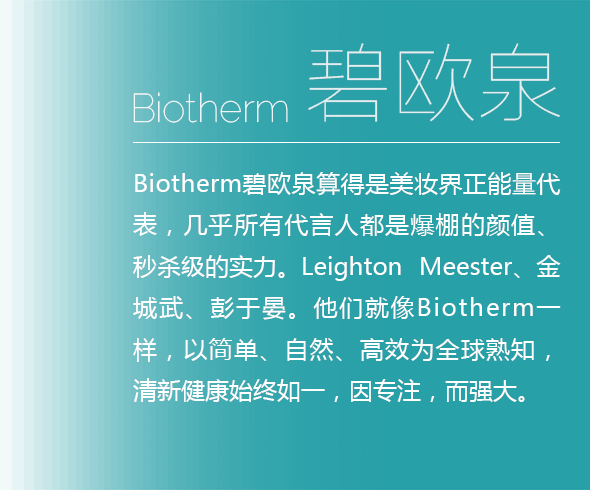 Biotherm 碧欧泉
Biotherm碧欧泉算得是美妆界正能量代
表，几乎所有代言人都是爆棚的颜值、
秒杀级的实力。Leighton Meester、金
城武、彭于晏。他们就像Biotherm一
样，以简单、自然、高效为全球熟知，
清新健康始终如一，因专注，而强大。